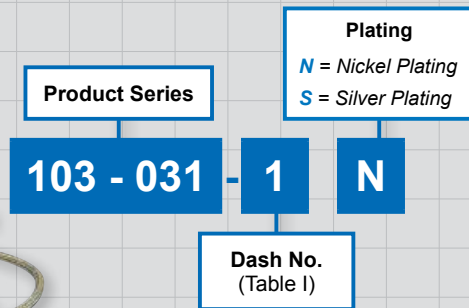 Plating
N = Nickel Plating
S = Silver Plating
Product Series
103 - 031 - 1 N
Dash No.
(Table I)